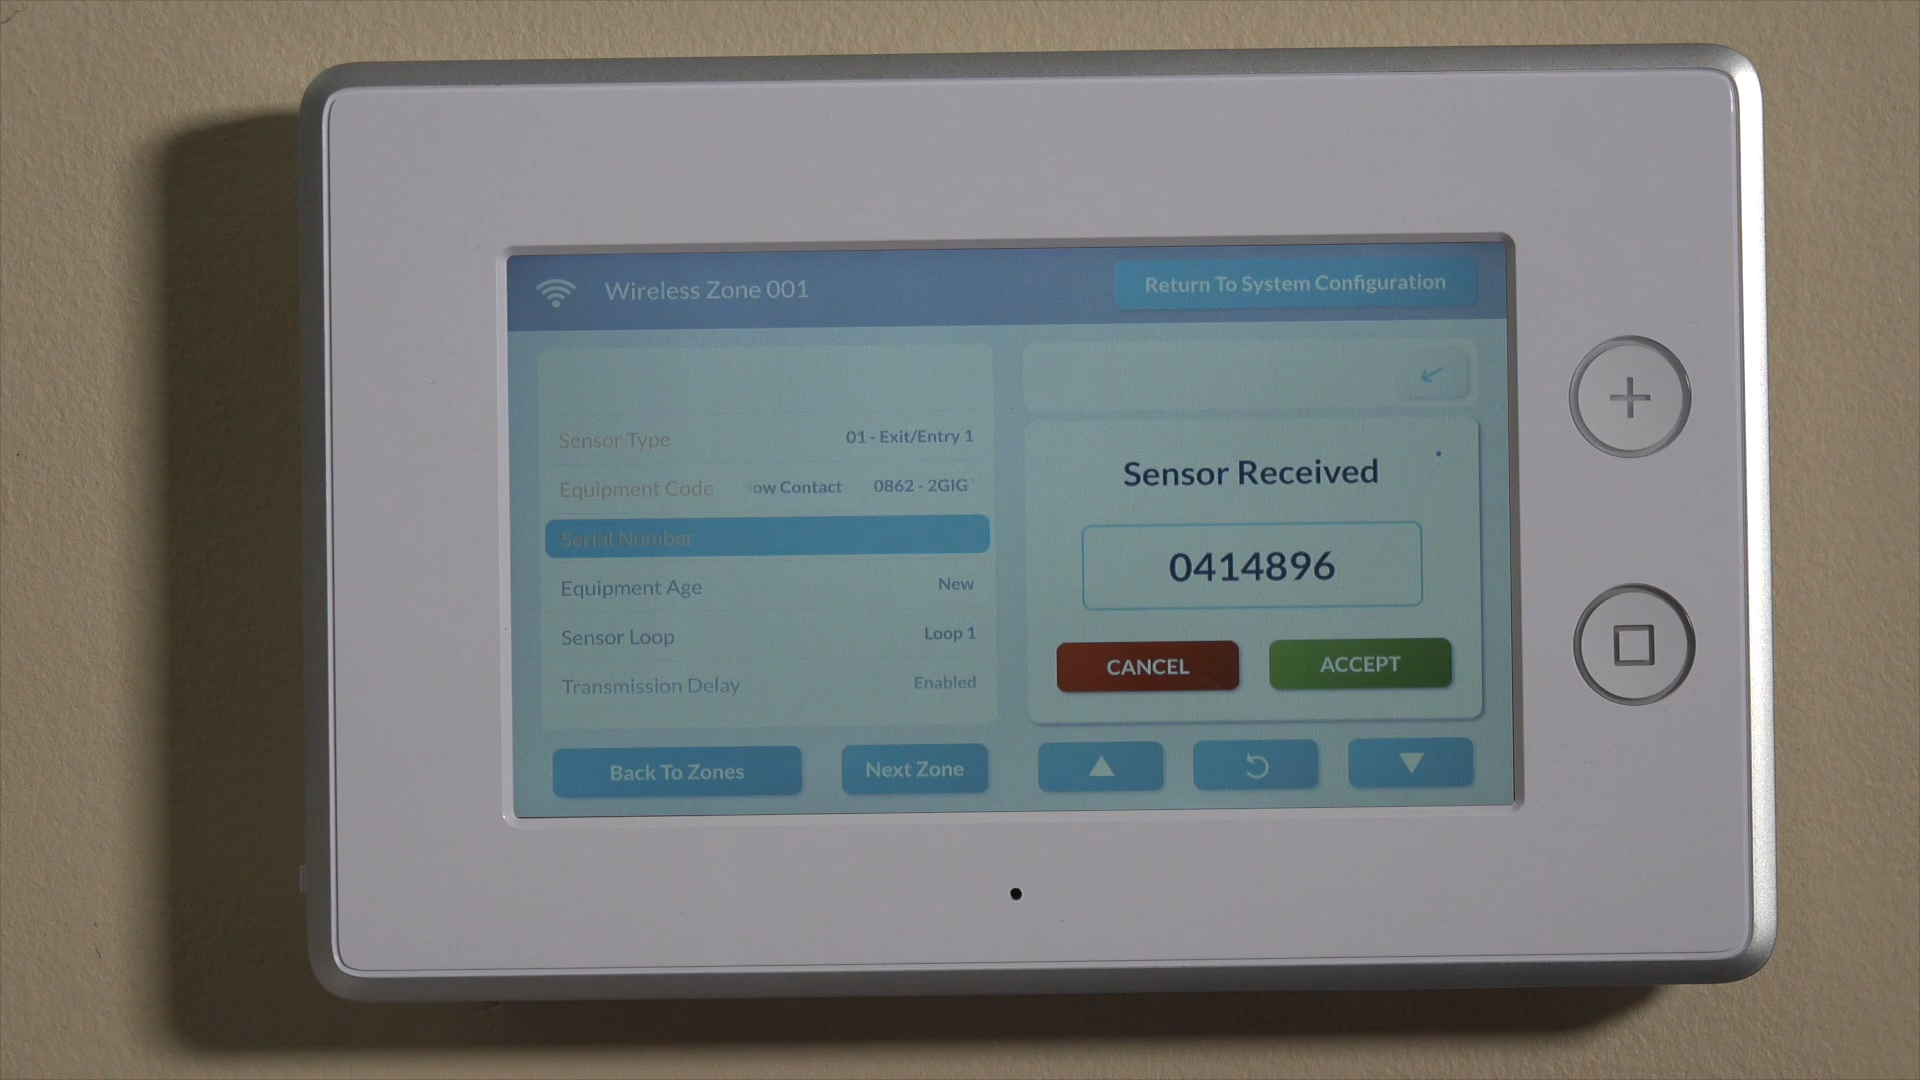 Wireless Zone 001
Return To System Configuration
Sensor Type 01 - Exit/Entry 1
Equipment Code ow Contact 0862 - 2GIG
Serial Number
Equipment Age New
Sensor Loop Loop 1
Transmission Delay Enabled
Back To Zones Next Zone
Sensor Received
0414896
CANCEL ACCEPT